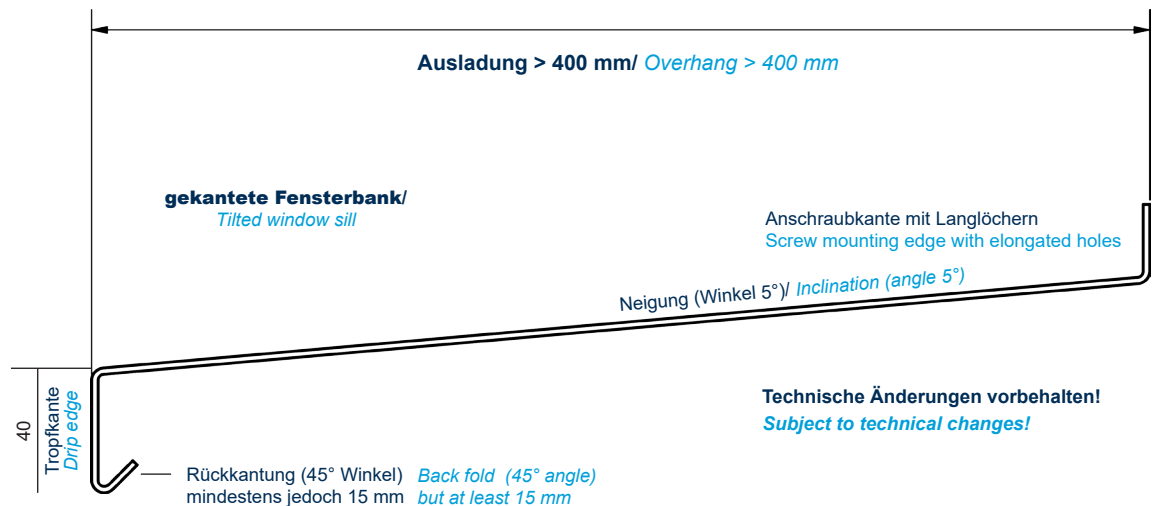 Ausladung > 400 mm/ Overhang > 400 mm
gekantete Fensterbank/
Tilted window sill
Anschraubkante mit Langlöchern
Screw mounting edge with elongated holes
Neigung (Winkel 5°)/ Inclination (angle 5°)
40
Tropfkante
Drip edge
Technische Änderungen vorbehalten!
Subject to technical changes!
Rückkantung (45° Winkel) Back fold (45° angle)
mindestens jedoch 15 mm but at least 15 mm